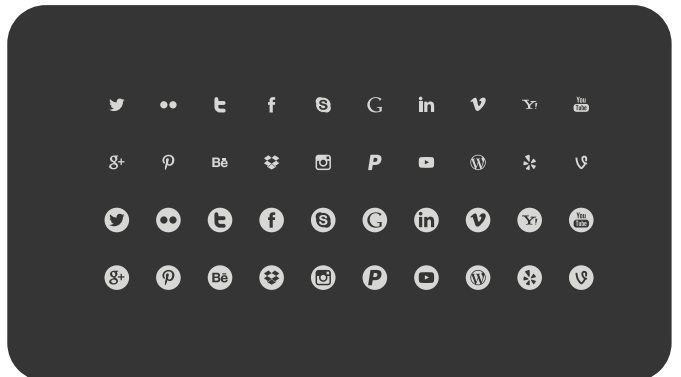 t f S G in v Y! You
Tube
g+ p Bē P W V
t f S G in v Y! You
Tube
g+ p Bē P W V